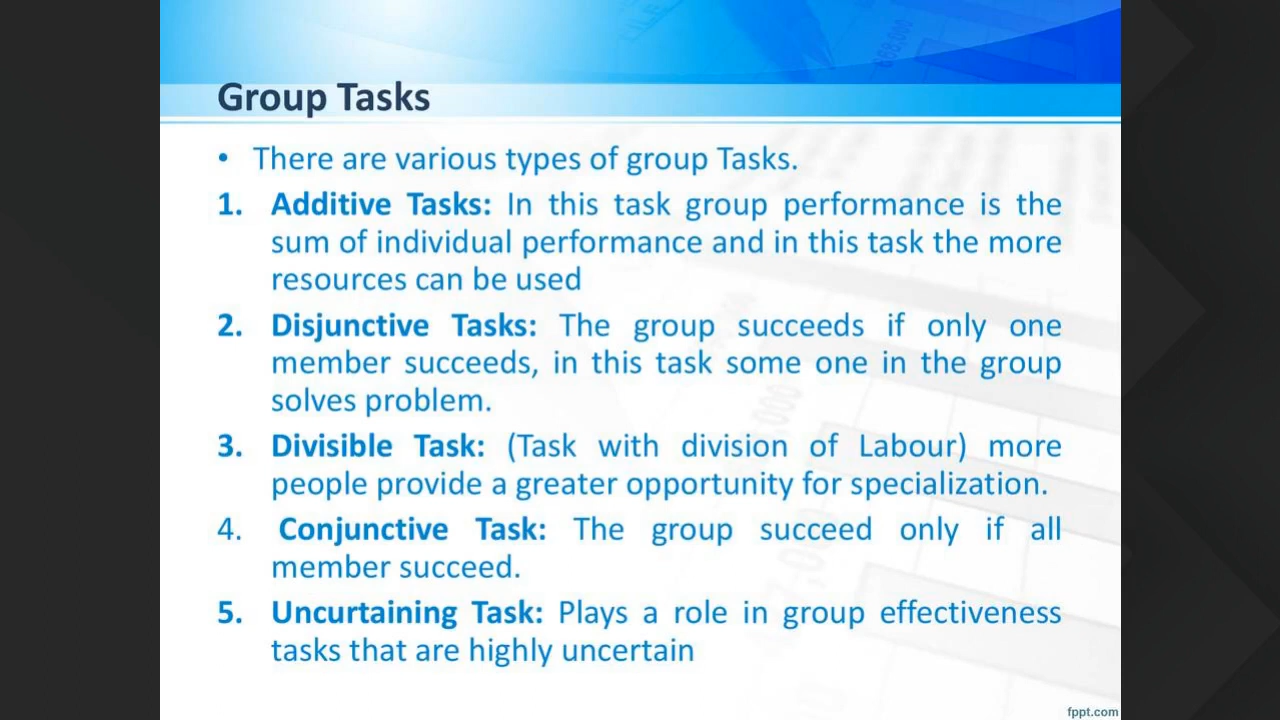 Group Tasks
• There are various types of group Tasks.
1. Additive Tasks: In this task group performance is the
sum of individual performance and in this task the more
resources can be used
2. Disjunctive Tasks: The group succeeds if only one
member succeeds, in this task some one in the group
solves problem.
3. Divisible Task: (Task with division of Labour) more
people provide a greater opportunity for specialization.
4. Conjunctive Task: The group succeed only if all
member succeed.
5. Uncurtaining Task: Plays a role in group effectiveness
tasks that are highly uncertain
fppt.com